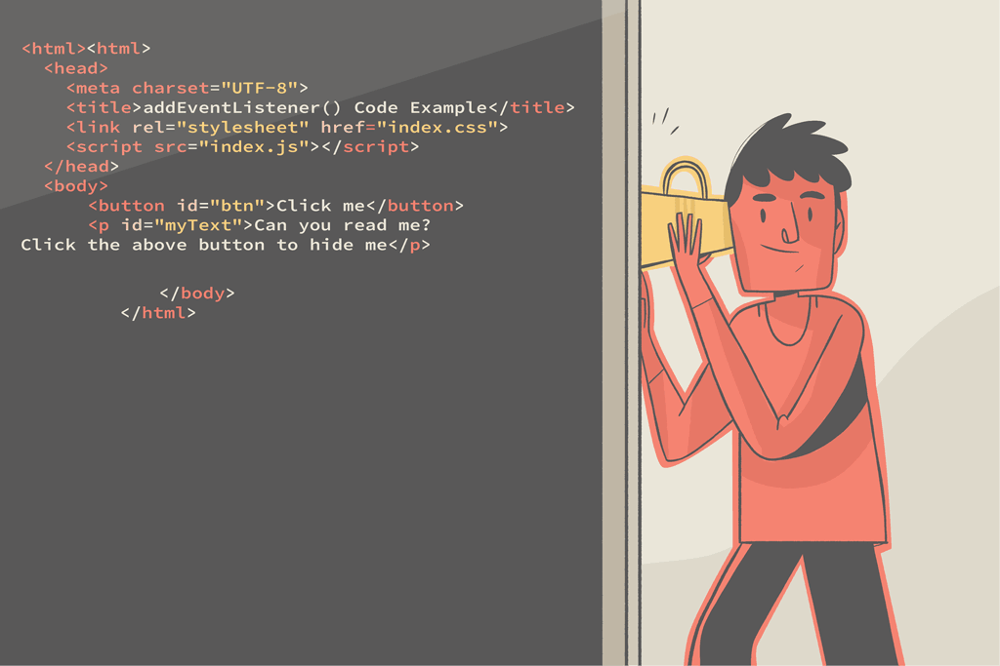 <html><html>
<head>
<meta charset="UTF-8">
<title>addEventListener() Code Example</title>
<link rel="stylesheet" href="index.css">
<script src="index.js"></script>
</head>
<body>
<button id="btn">Click me</button>
<p id="myText">Can you read me?
Click the above button to hide me</p>
</body>
</html>